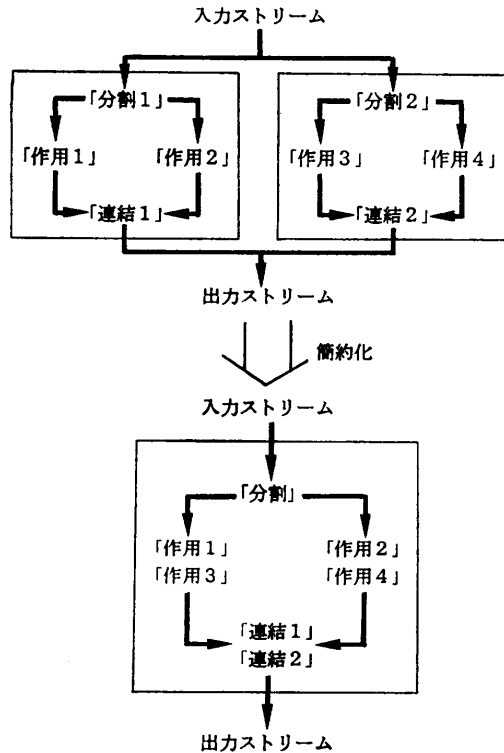 入力ストリーム
「分割1」 「分割2」
「作用1」 「作用2」 「作用3」 「作用4」
「連結1」 「連結2」
出力ストリーム
簡約化
入力ストリーム
「分割」
「作用1」 「作用2」
「作用3」 「作用4」
「連結1」
「連結2」
出力ストリーム